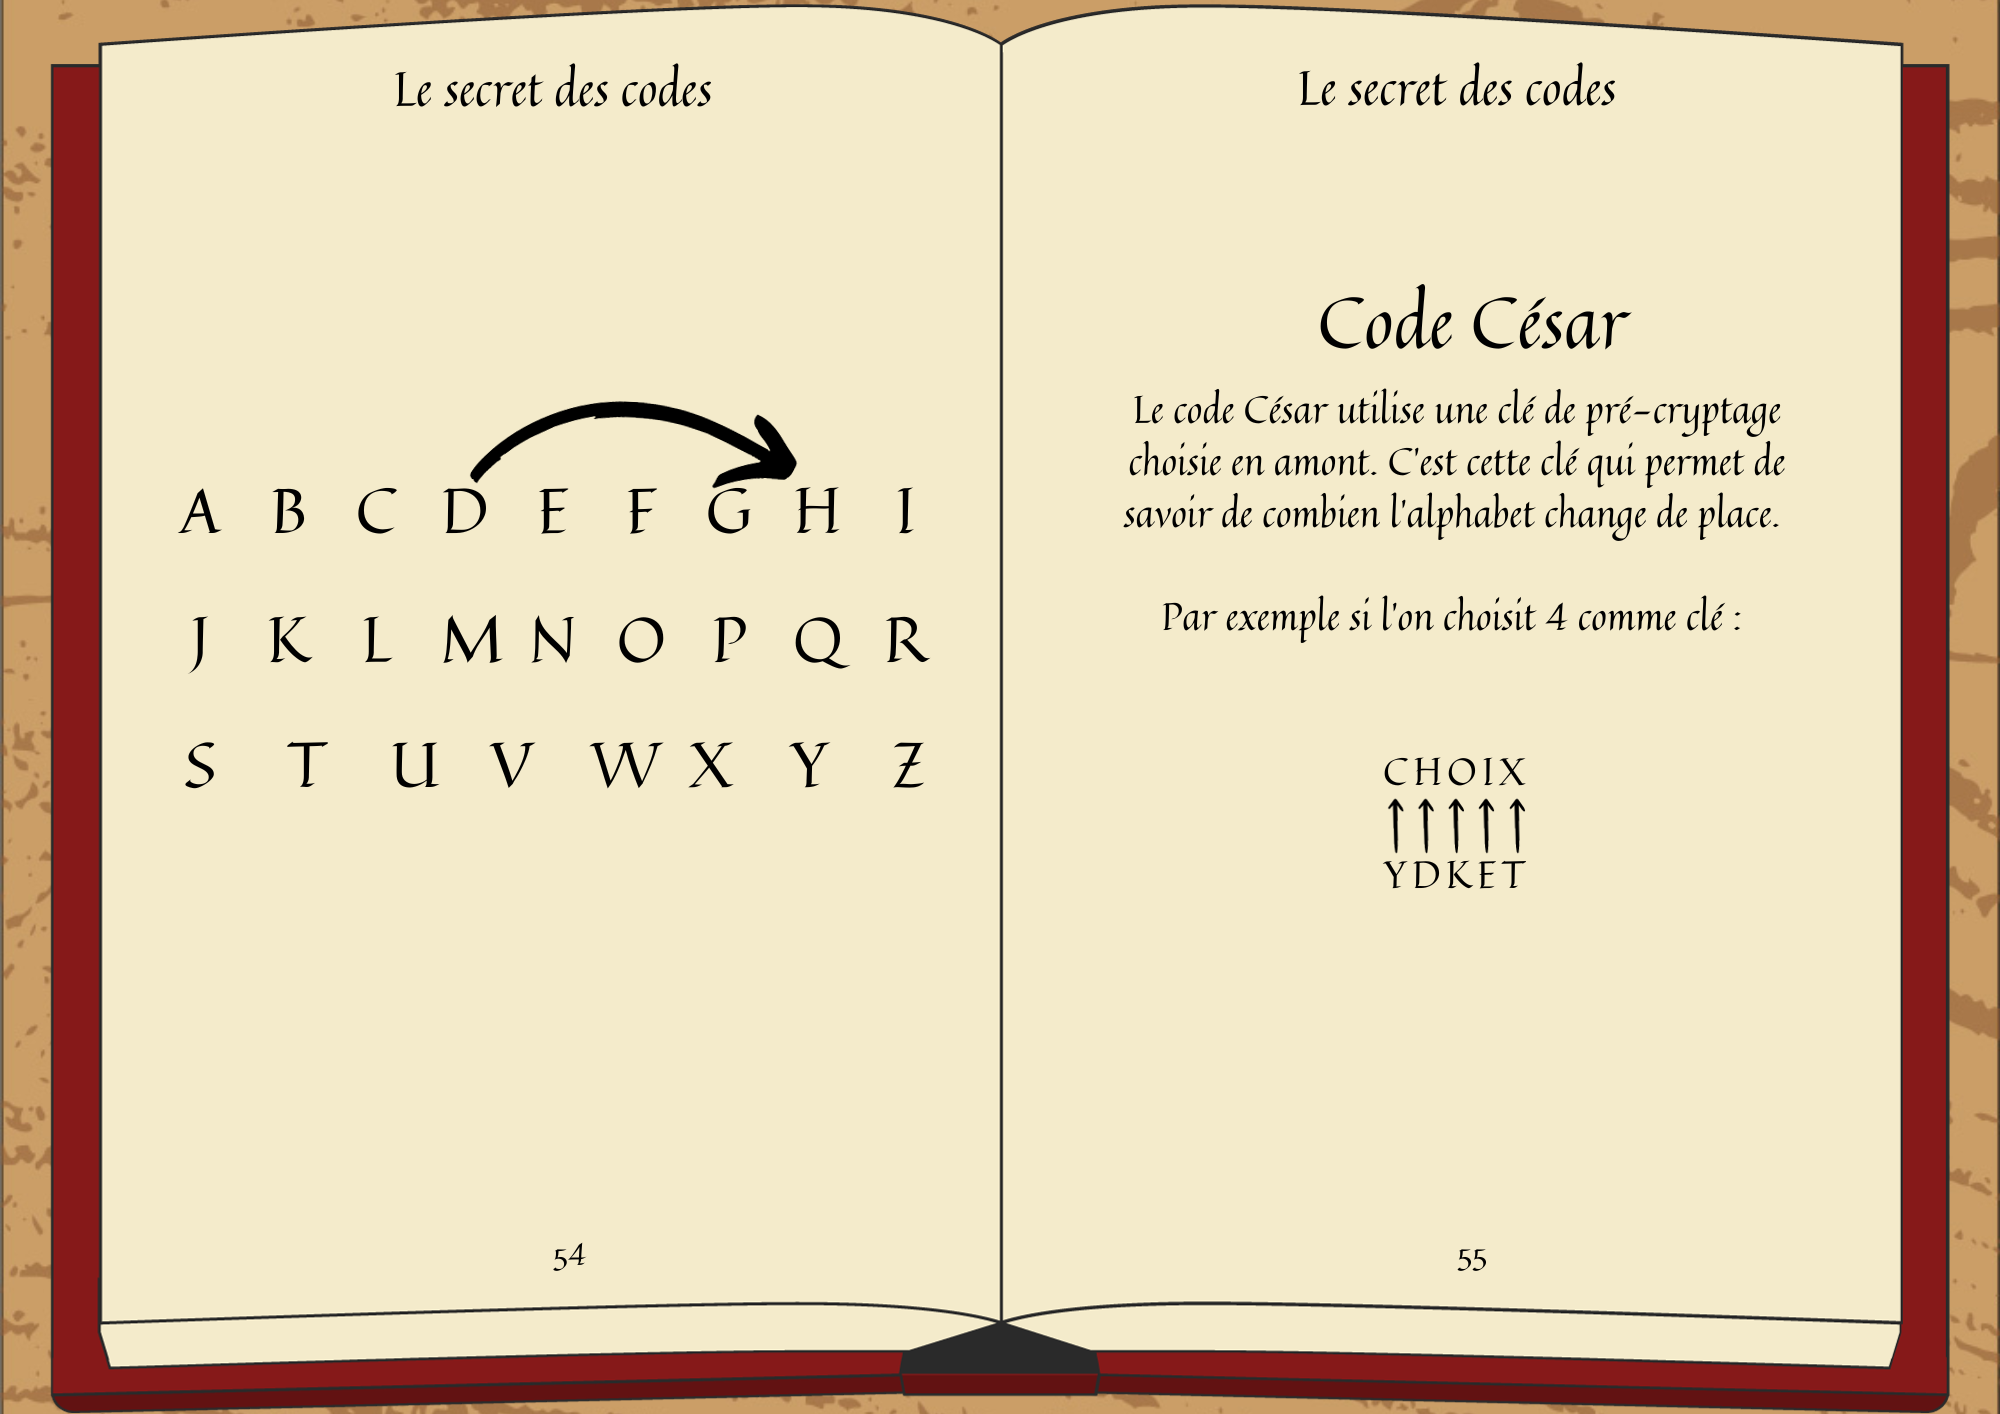 Le secret des codes
A B C D E F G H I
J K L M N O P Q R
S T U V W X Y Z
54
Le secret des codes
Code César
Le code César utilise une clé de pré-cryptage
choisie en amont. C'est cette clé qui permet de
savoir de combien l'alphabet change de place.
Par exemple si l'on choisit 4 comme clé :
CHOIX
YDKET
55